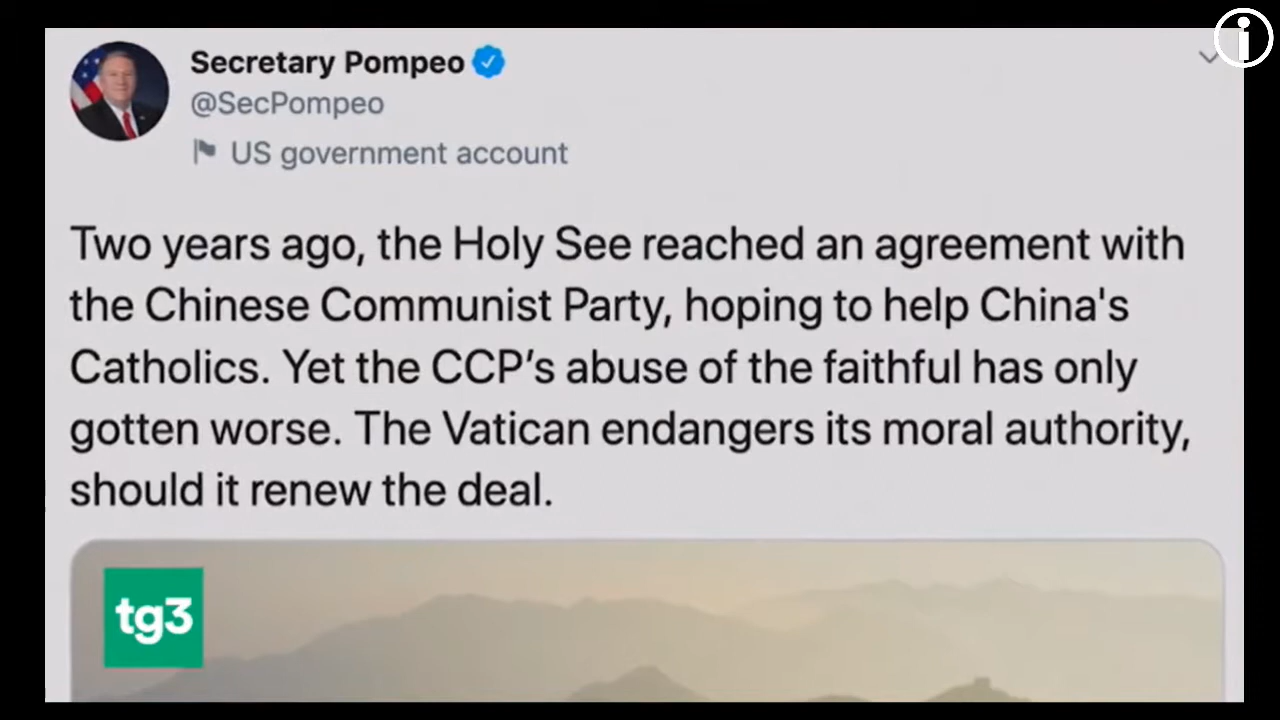 Secretary Pompeo
@SecPompeo
US government account
Two years ago, the Holy See reached an agreement with
the Chinese Communist Party, hoping to help China's
Catholics. Yet the CCP’s abuse of the faithful has only
gotten worse. The Vatican endangers its moral authority,
should it renew the deal.
tg3